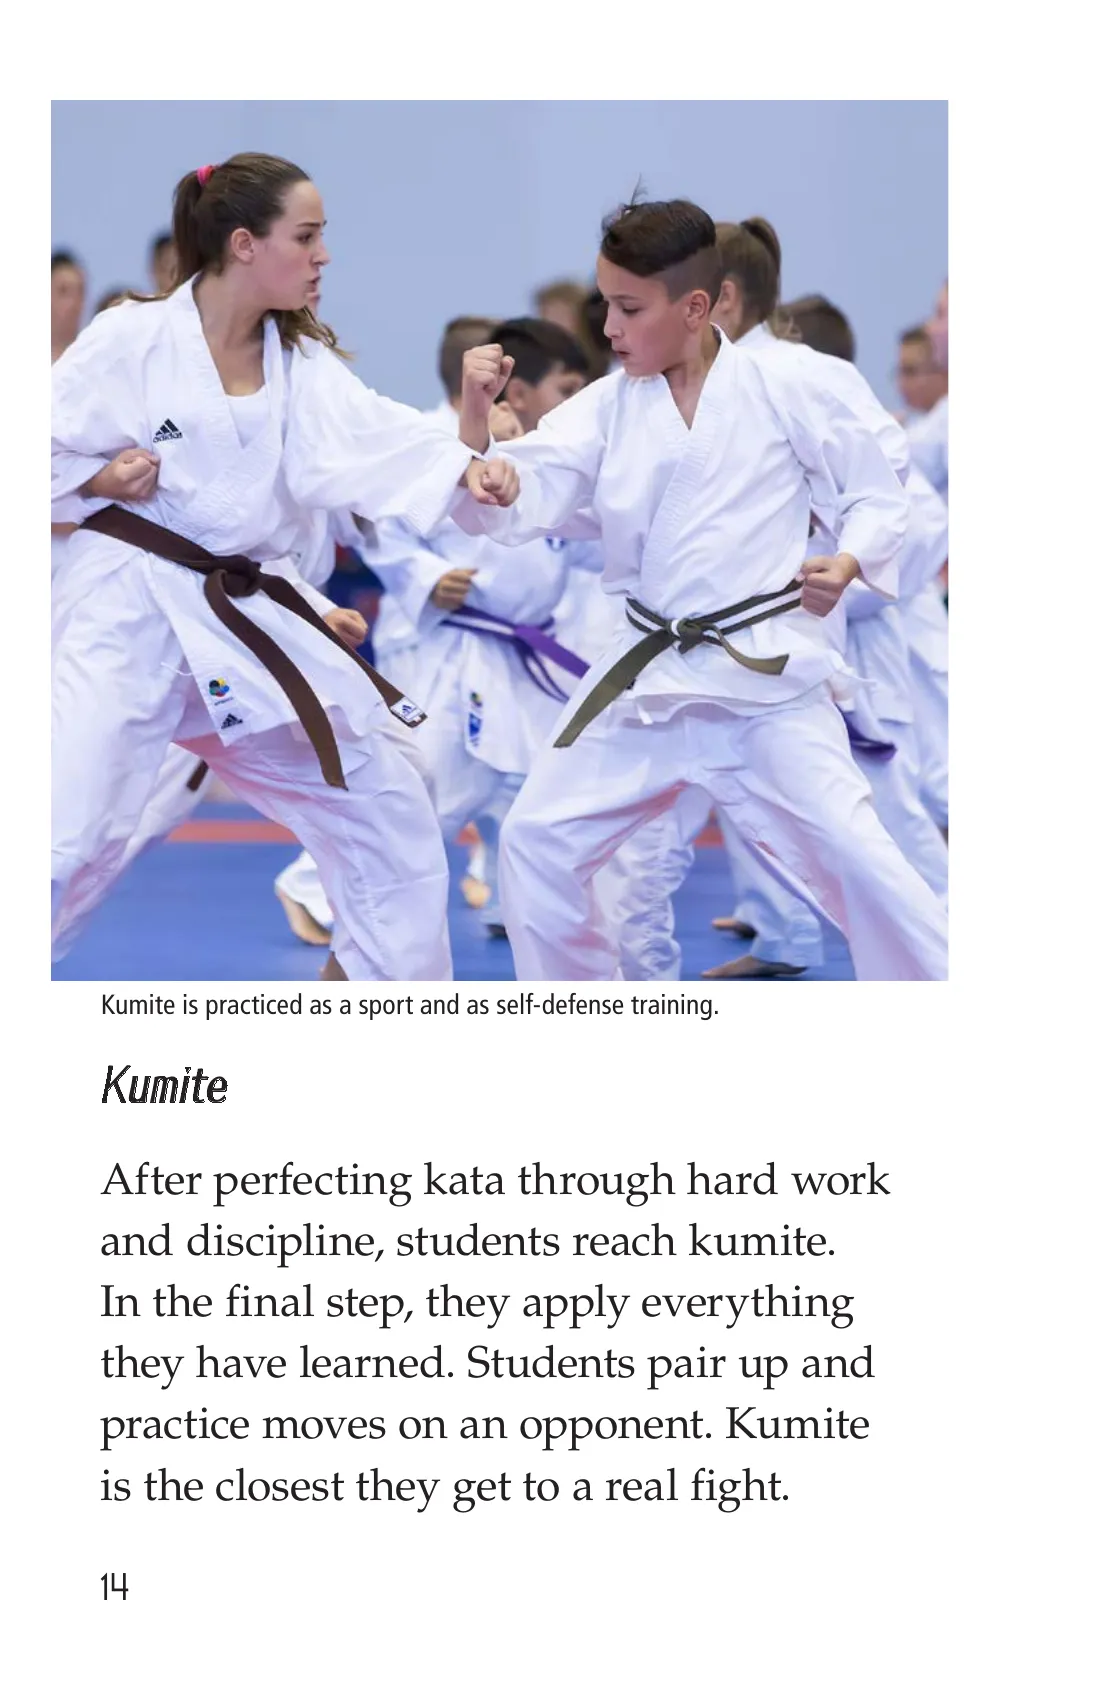 adidas
Kumite is practiced as a sport and as self-defense training.
Kumite
After perfecting kata through hard work
and discipline, students reach kumite.
In the final step, they apply everything
they have learned. Students pair up and
practice moves on an opponent. Kumite
is the closest they get to a real fight.
14